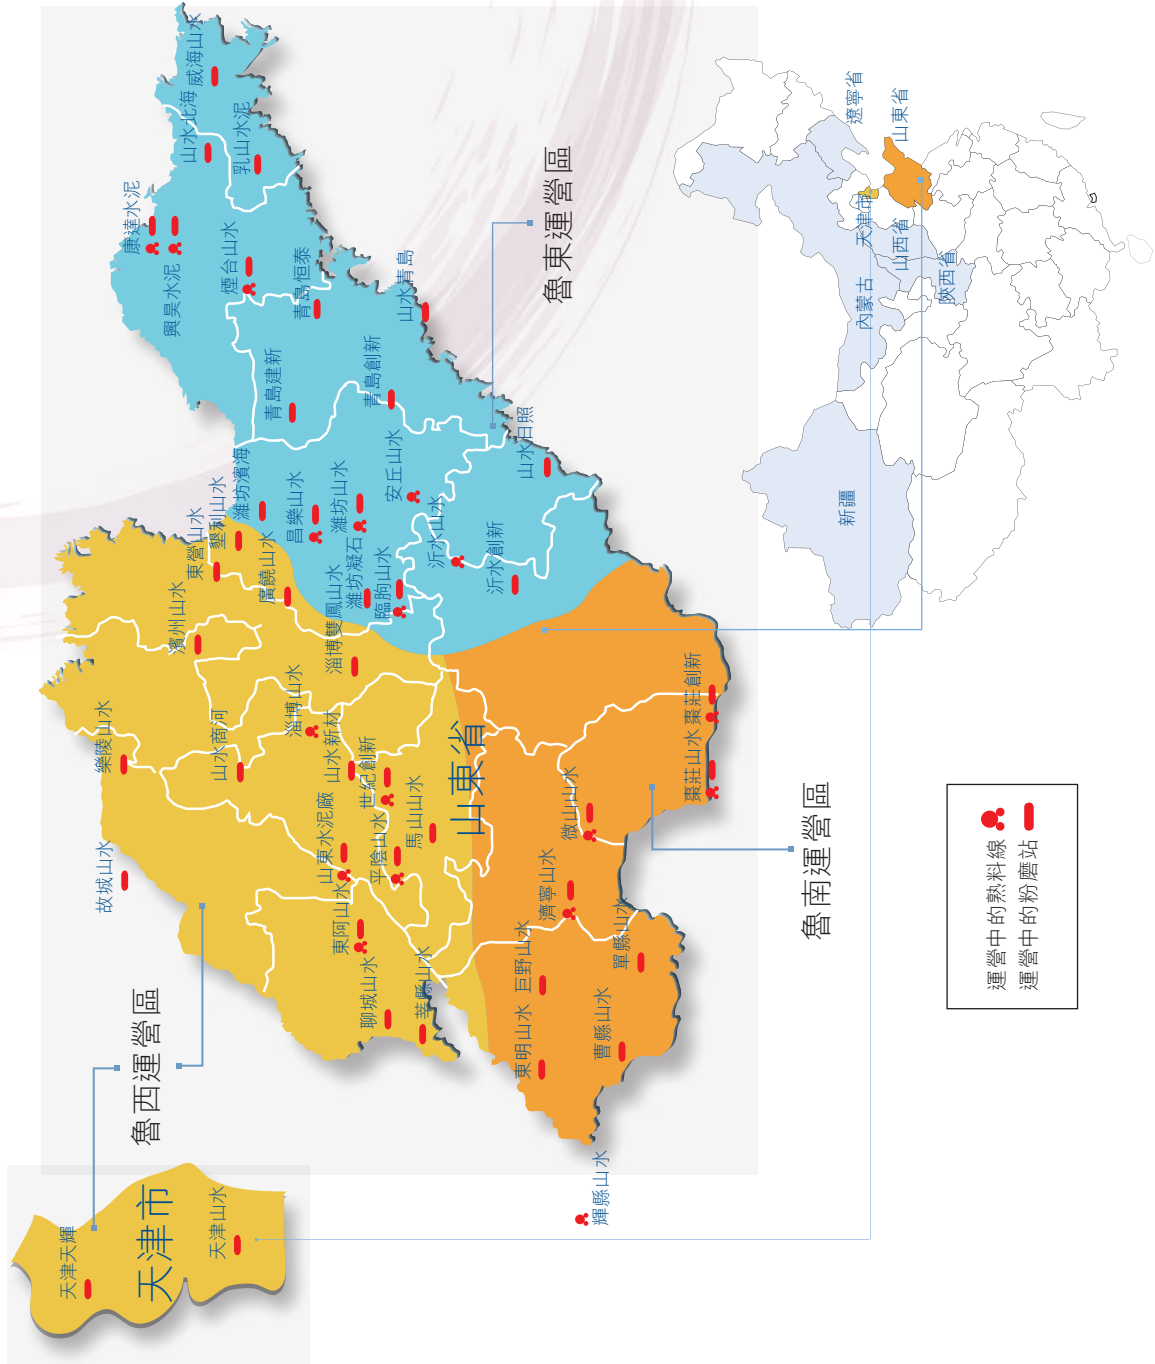 天津市
天津天輝
天津山水
魯西運營區
故城山水
樂陵山水
濱州山水
東營山水
墾利山水
廣饒山水
山水商河
淄博山水
淄博雙鳳山水
山水新材
世紀創新
山東水泥廠
平陰山水
馬山山水
東阿山水
聊城山水
莘縣山水
山東省
魯東運營區
威海山水
山水北海
乳山水泥
康達水泥
興昊水泥
煙台山水
青島恒泰
山水青島
青島建新
青島創新
濰坊濱海
昌樂山水
濰坊山水
安丘山水
濰坊凝石
臨朐山水
沂水山水
沂水創新
山水日照
魯南運營區
棗莊創新
棗莊山水
微山山水
濟寧山水
單縣山水
巨野山水
東明山水
曹縣山水
輝縣山水
遼寧省
山東省
天津市
山西省
陝西省
內蒙古
新疆
運營中的熟料線
運營中的粉磨站